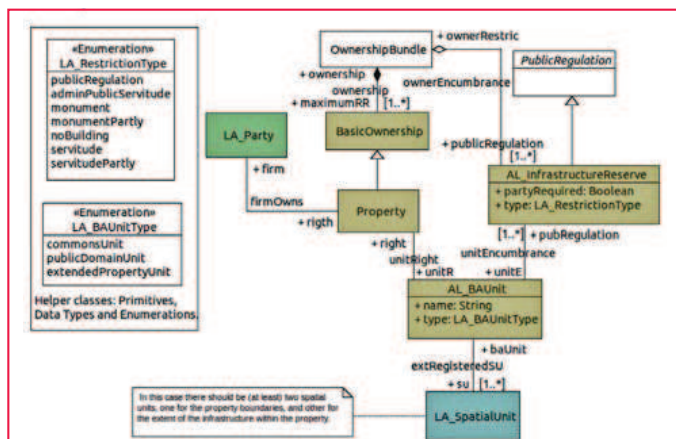 «Enumeration»
LA_RestrictionType
publicRegulation
adminPublicServitude
monument
monumentPartly
noBuilding
servitude
servitudePartly
«Enumeration»
LA_BAUnitType
commonsUnit
publicDomainUnit
extendedPropertyUnit
Helper classes: Primitives,
Data Types and Enumerations.
OwnershipBundle
+ ownerRestric
PublicRegulation
+ ownership
ownership
ownerEncumbrance
+ maximumRR
[1..*]
LA_Party
BasicOwnership
+ publicRegulation
[1..*]
+ firm
AL_InfrastructureReserve
+ partyRequired: Boolean
+ type: LA_RestrictionType
firmOwns
Property
+ rigth
+ right
[1..*]
+ pubRegulation
unitRight
unitEncumbrance
+ unitR
+ unitE
AL_BAUnit
+ name: String
+ type: LA_BAUnitType
+ baUnit
extRegisteredSU
+ su
[1..*]
LA_SpatialUnit
In this case there should be (at least) two spatial
units, one for the property boundaries, and other for
the extent of the infrastructure within the property.